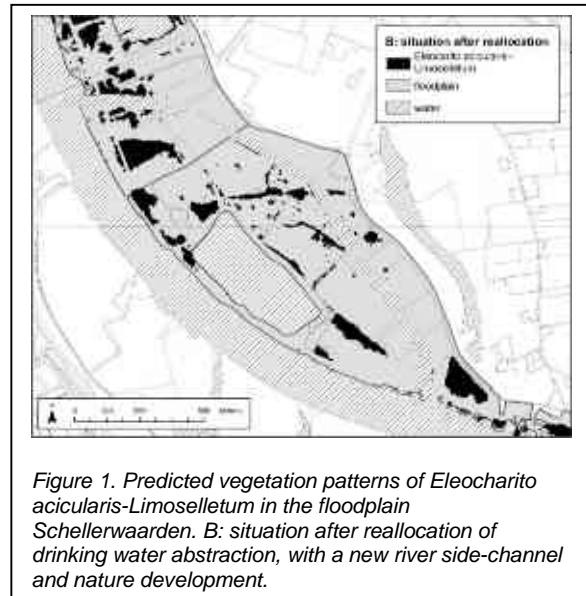 B: situation after reallocation
Eleocharito acicularis-
Limoselletum
floodplain
water
N
0
Figure 1. Predicted vegetation patterns of Eleocharito
acicularis-Limoselletum in the floodplain
Schellerwaarden. B: situation after reallocation of
drinking water abstraction, with a new river side-channel
and nature development.